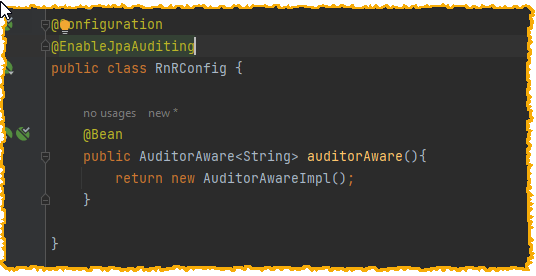 @Configuration
@EnableJpaAuditing
public class RnRConfig {
no usages new *
@Bean
public AuditorAware<String> auditorAware(){
return new AuditorAwareImpl();
}
}